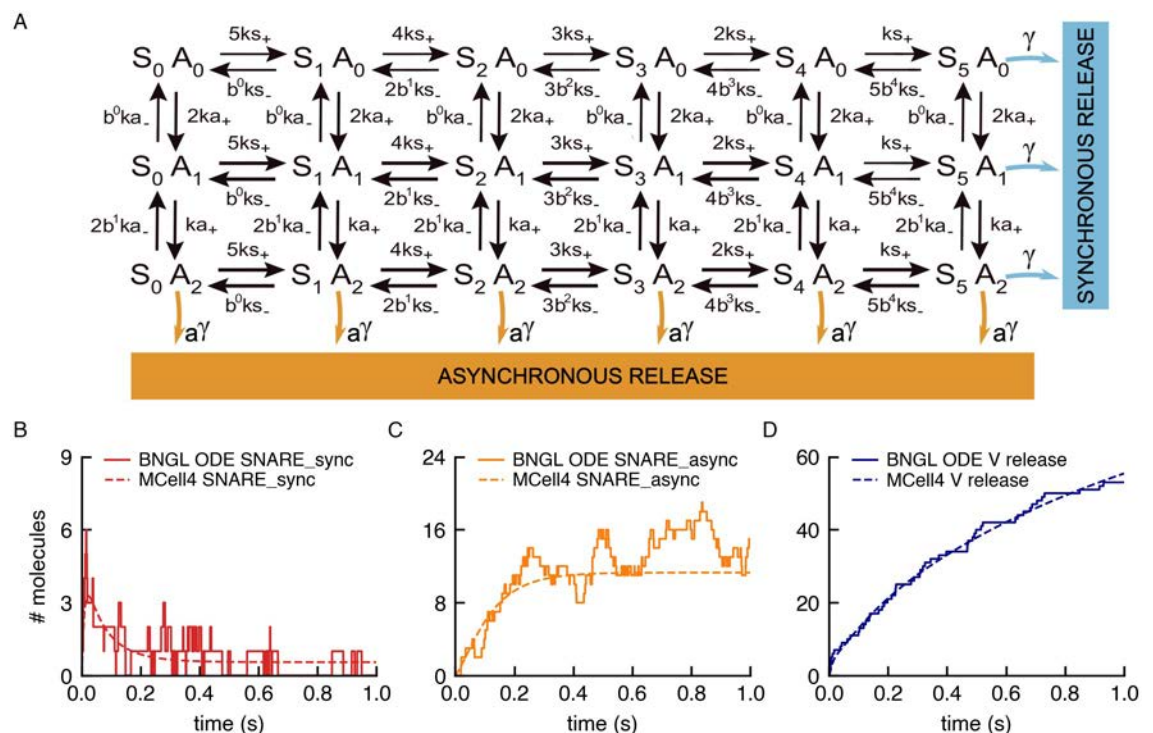 A
5ks₊ 4ks₊ 3ks₊ 2ks₊ ks₊
S₀ A₀ S₁ A₀ S₂ A₀ S₃ A₀ S₄ A₀ S₅ A₀ γ
b⁰ks₋ 2b¹ks₋ 3b²ks₋ 4b³ks₋ 5b⁴ks₋
b⁰ka₋ 2ka₊ b⁰ka₋ 2ka₊ b⁰ka₋ 2ka₊ b⁰ka₋ 2ka₊ b⁰ka₋ 2ka₊ b⁰ka₋ 2ka₊
5ks₊ 4ks₊ 3ks₊ 2ks₊ ks₊
S₀ A₁ S₁ A₁ S₂ A₁ S₃ A₁ S₄ A₁ S₅ A₁ γ
b⁰ks₋ 2b¹ks₋ 3b²ks₋ 4b³ks₋ 5b⁴ks₋
2b¹ka₋ ka₊ 2b¹ka₋ ka₊ 2b¹ka₋ ka₊ 2b¹ka₋ ka₊ 2b¹ka₋ ka₊ 2b¹ka₋ ka₊
5ks₊ 4ks₊ 3ks₊ 2ks₊ ks₊
S₀ A₂ S₁ A₂ S₂ A₂ S₃ A₂ S₄ A₂ S₅ A₂ γ
b⁰ks₋ 2b¹ks₋ 3b²ks₋ 4b³ks₋ 5b⁴ks₋
aγ aγ aγ aγ aγ aγ
SYNCHRONOUS RELEASE
ASYNCHRONOUS RELEASE
B
BNGL ODE SNARE_sync
MCell4 SNARE_sync
# molecules
9
6
3
0
0.0 0.2 0.4 0.6 0.8 1.0
time (s)
C
BNGL ODE SNARE_async
MCell4 SNARE_async
24
16
8
0
0.0 0.2 0.4 0.6 0.8 1.0
time (s)
D
BNGL ODE V release
MCell4 V release
60
40
20
0
0.0 0.2 0.4 0.6 0.8 1.0
time (s)